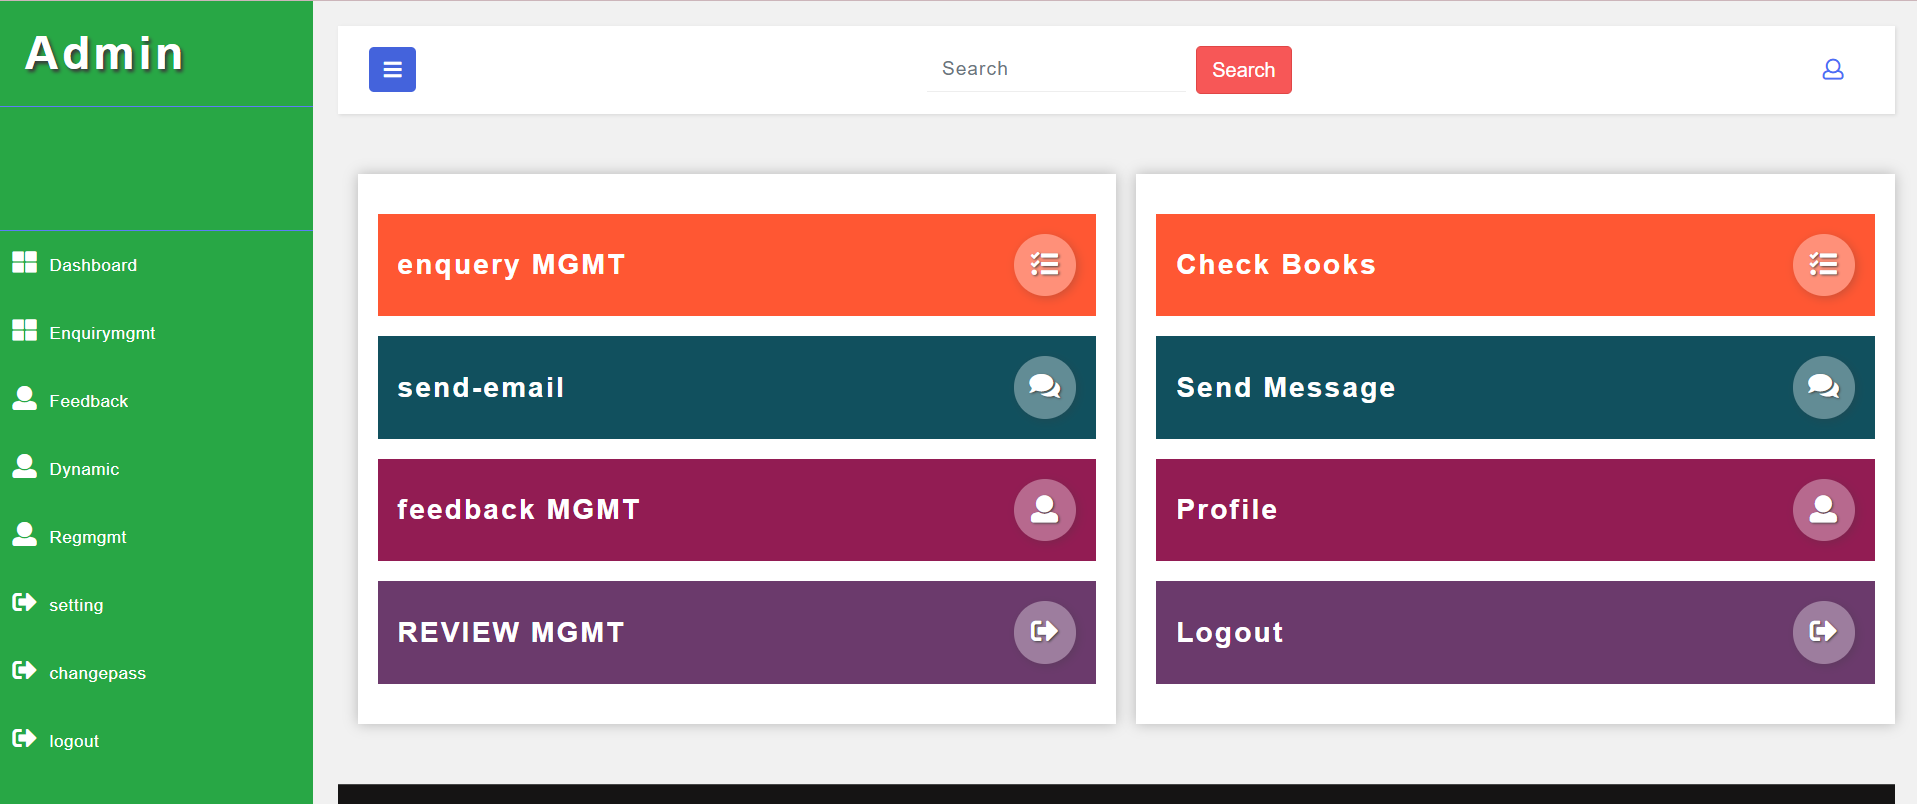 Admin
Search
Search
Dashboard
Enquirymgmt
Feedback
Dynamic
Regmgmt
setting
changepass
logout
enquery MGMT
send-email
feedback MGMT
REVIEW MGMT
Check Books
Send Message
Profile
Logout